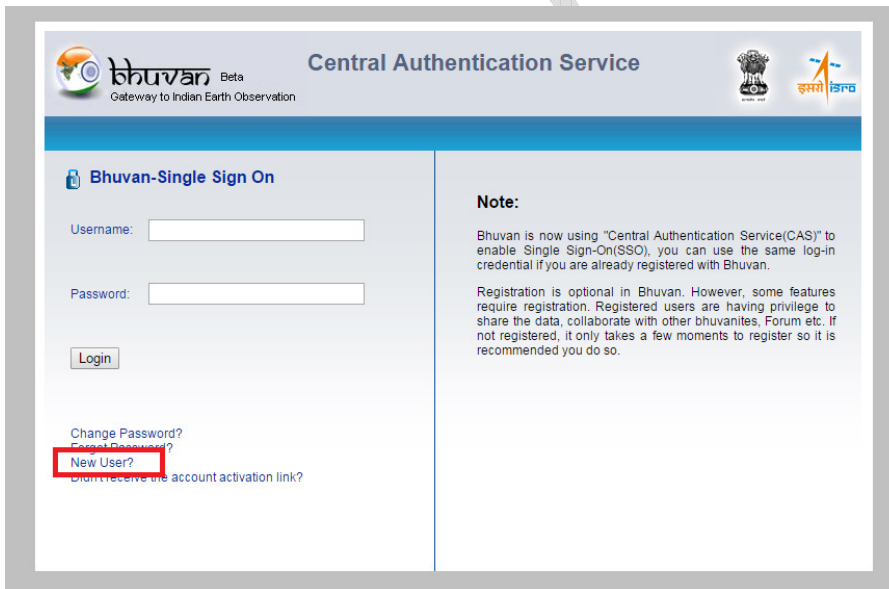 bhuvan Beta
Gateway to Indian Earth Observation
Central Authentication Service
इसरो isro
Bhuvan-Single Sign On
Username:
Password:
Login
Change Password?
Forgot Password?
New User?
Didn't receive the account activation link?
Note:
Bhuvan is now using "Central Authentication Service(CAS)" to
enable Single Sign-On(SSO), you can use the same log-in
credential if you are already registered with Bhuvan.
Registration is optional in Bhuvan. However, some features
require registration. Registered users are having privilege to
share the data, collaborate with other bhuvanites, Forum etc. If
not registered, it only takes a few moments to register so it is
recommended you do so.